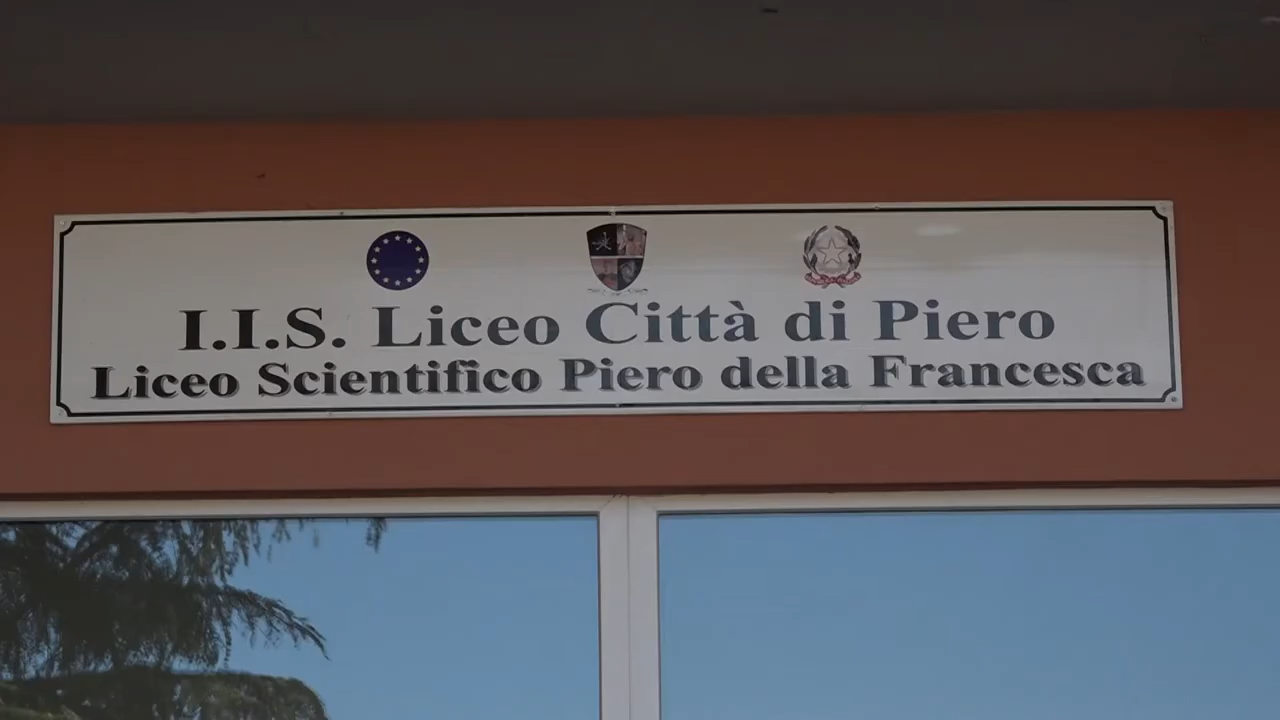 I.I.S. Liceo Città di Piero
Liceo Scientifico Piero della Francesca